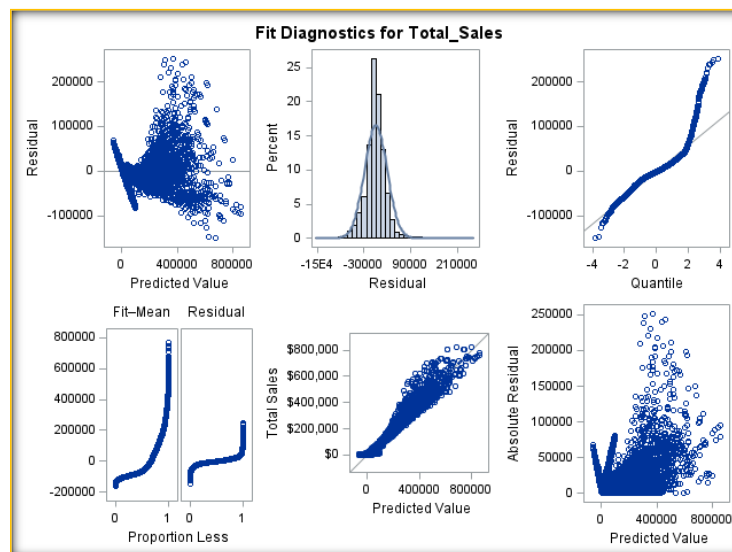 Fit Diagnostics for Total_Sales
200000
100000
0
-100000
Residual
0 400000 800000
Predicted Value
25
20
15
10
5
0
Percent
-15E4 -30000 90000 210000
Residual
200000
100000
0
-100000
Residual
-4 -2 0 2 4
Quantile
Fit–Mean Residual
800000
600000
400000
200000
0
-200000
0 1 0 1
Proportion Less
$800,000
$600,000
$400,000
$200,000
$0
Total Sales
0 400000 800000
Predicted Value
250000
200000
150000
100000
50000
0
Absolute Residual
0 400000 800000
Predicted Value